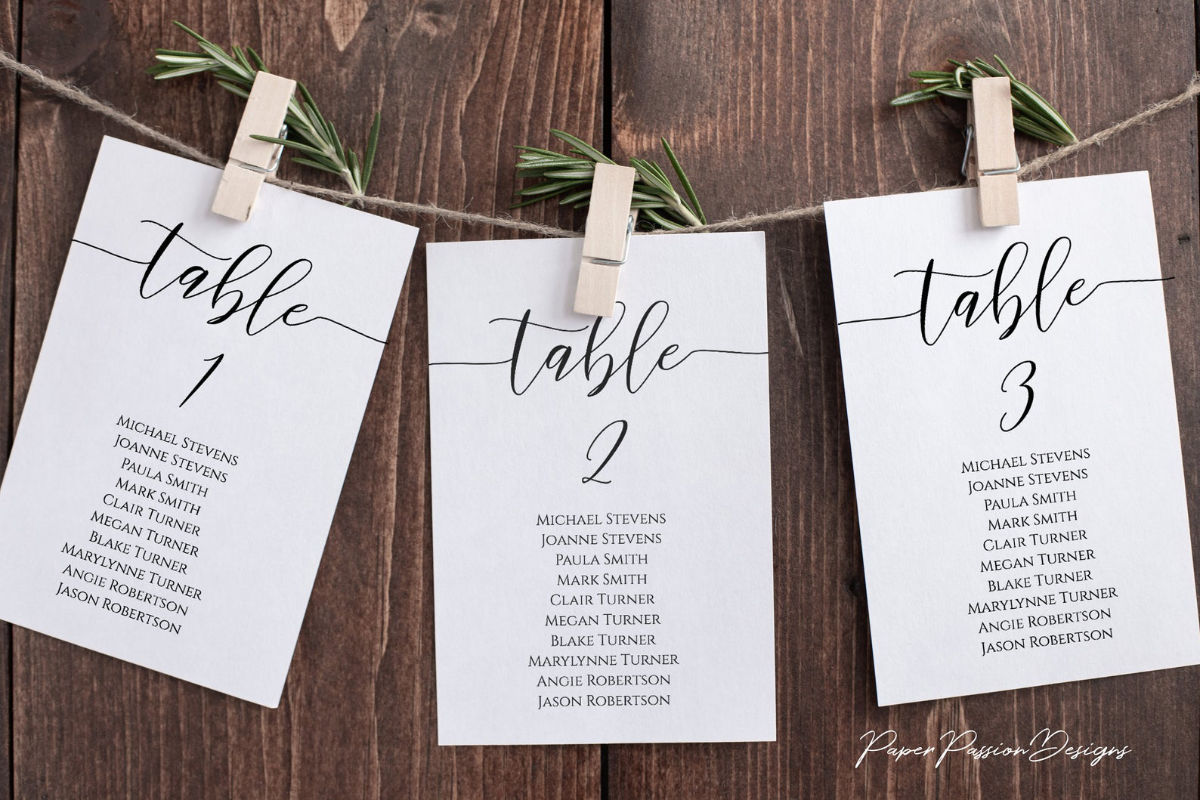 table
1
Michael Stevens
Joanne Stevens
Paula Smith
Mark Smith
Clair Turner
Megan Turner
Blake Turner
Marylynne Turner
Angie Robertson
Jason Robertson
table
2
Michael Stevens
Joanne Stevens
Paula Smith
Mark Smith
Clair Turner
Megan Turner
Blake Turner
Marylynne Turner
Angie Robertson
Jason Robertson
table
3
Michael Stevens
Joanne Stevens
Paula Smith
Mark Smith
Clair Turner
Megan Turner
Blake Turner
Marylynne Turner
Angie Robertson
Jason Robertson
Paper Passion Designs